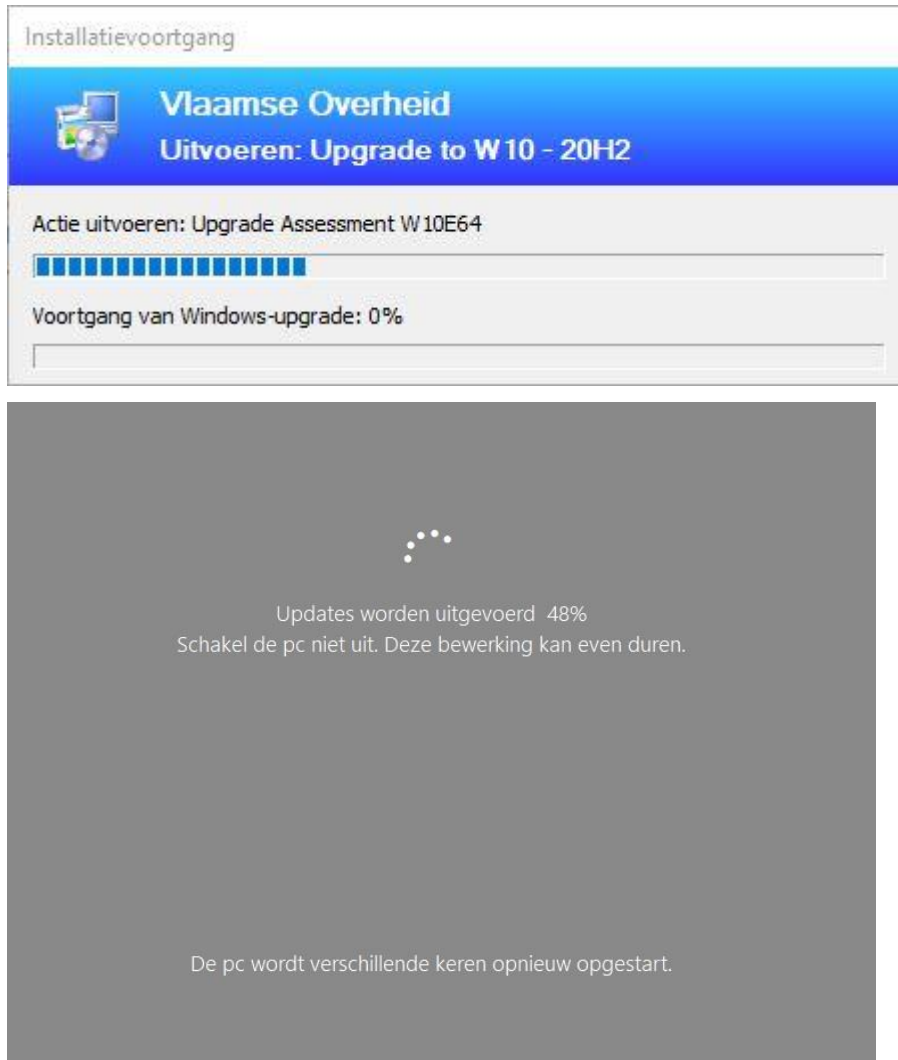 Installatievoortgang
Vlaamse Overheid
Uitvoeren: Upgrade to W10 - 20H2
Actie uitvoeren: Upgrade Assessment W10E64
Voortgang van Windows-upgrade: 0%
Updates worden uitgevoerd 48%
Schakel de pc niet uit. Deze bewerking kan even duren.
De pc wordt verschillende keren opnieuw opgestart.